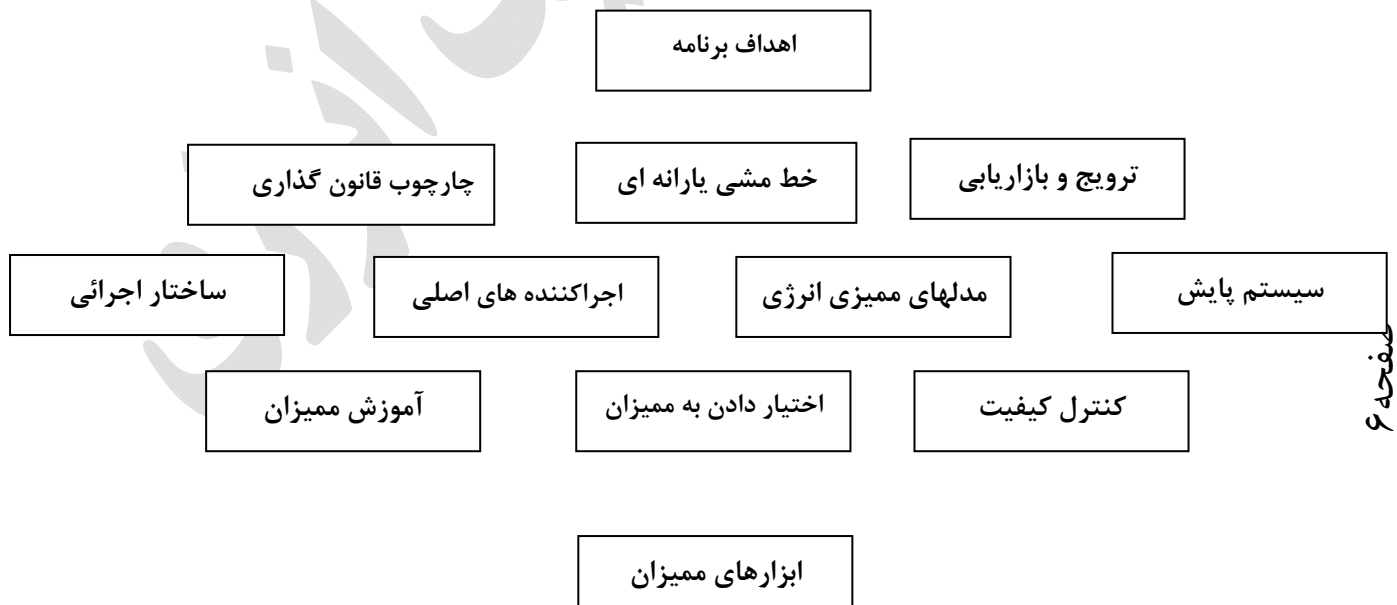 اهداف برنامه
ترویج و بازاریابی
خط مشی یارانه ای
چارچوب قانون گذاری
سیستم پایش
مدلهای ممیزی انرژی
اجراکننده های اصلی
ساختار اجرائی
کنترل کیفیت
اختیار دادن به ممیزان
آموزش ممیزان
ابزارهای ممیزان
صفحه ۶